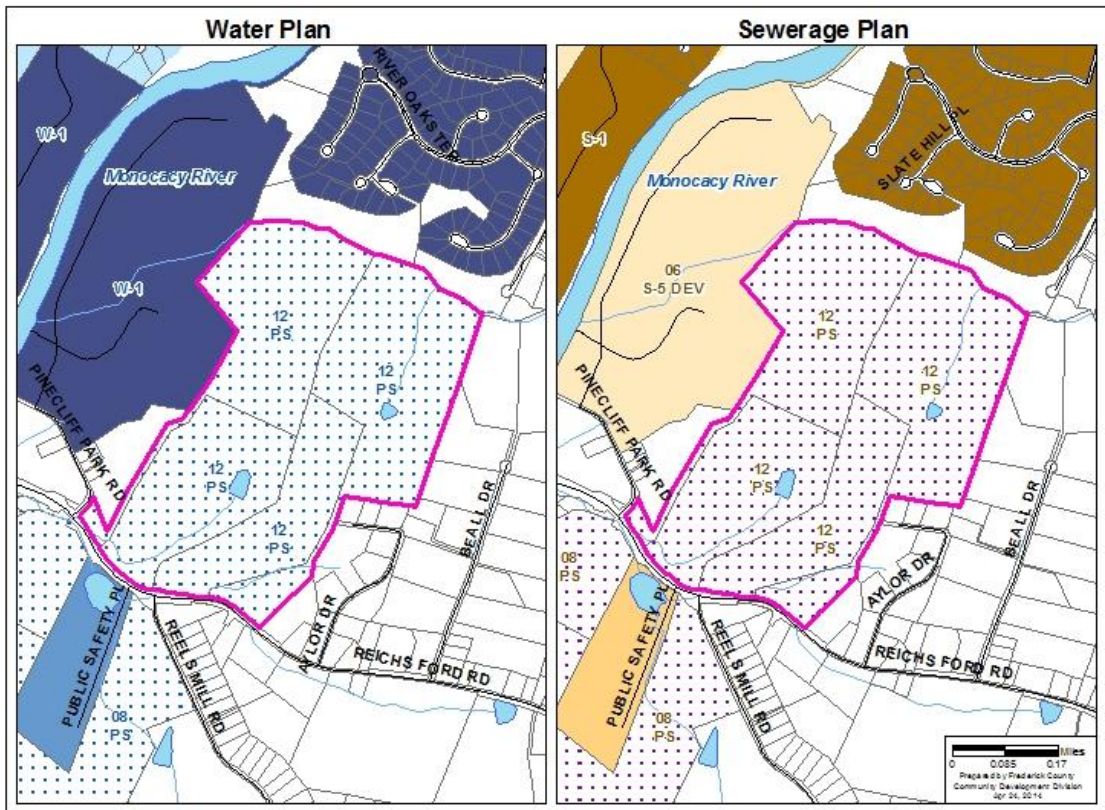 Water Plan
RIVER OAKS TER
W-1
Monocacy River
W-1
12
PS
12
PS
PINECLIFF PARK RD
12
PS
12
PS
BEALL DR
PUBLIC SAFETY PL
AYLOR DR
REICHS FORD RD
REELS MILL RD
08
PS
Sewerage Plan
S-1
SLATE HILL PL
Monocacy River
06
S-5 DEV
12
PS
12
PS
PINECLIFF PARK RD
12
PS
12
PS
BEALL DR
08
PS
AYLOR DR
PUBLIC SAFETY PL
REICHS FORD RD
REELS MILL RD
08
PS
Miles
0 0.085 0.17
Prepared by Frederick County
Community Development Division
Apr 24, 2014